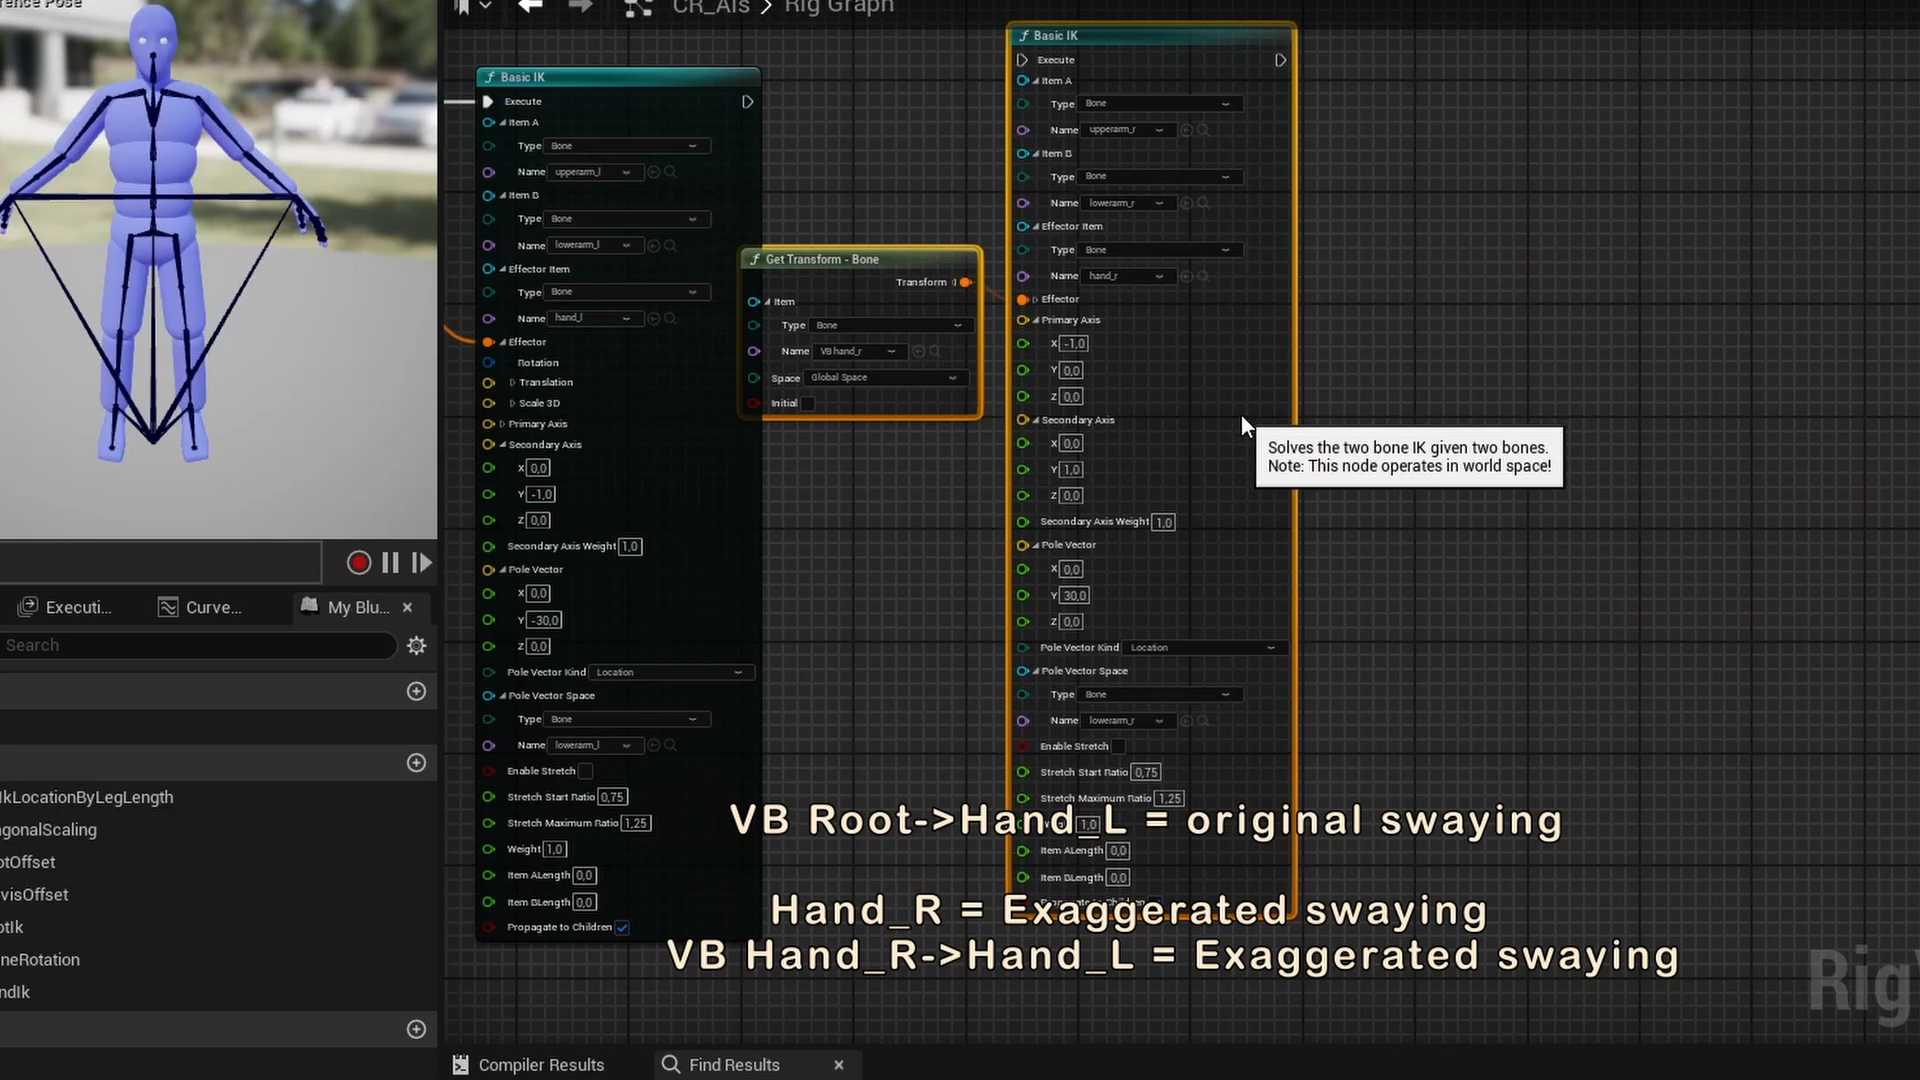 CR_AIs > Rig Graph
Basic IK
Execute
Item A
Type Bone
Name upperarm_l
Item B
Type Bone
Name lowerarm_l
Effector Item
Type Bone
Name hand_l
Effector
Rotation
Translation
Scale 3D
Primary Axis
Secondary Axis
X 0,0
Y -1,0
Z 0,0
Secondary Axis Weight 1,0
Pole Vector
X 0,0
Y -30,0
Z 0,0
Pole Vector Kind Location
Pole Vector Space
Type Bone
Name lowerarm_l
Enable Stretch
Stretch Start Ratio 0,75
Stretch Maximum Ratio 1,25
Weight 1,0
Item ALength 0,0
Item BLength 0,0
Propagate to Children
Get Transform - Bone
Transform
Item
Type Bone
Name VB hand_r
Space Global Space
Initial
Basic IK
Execute
Item A
Type Bone
Name upperarm_r
Item B
Type Bone
Name lowerarm_r
Effector Item
Type Bone
Name hand_r
Effector
Primary Axis
X -1,0
Y 0,0
Z 0,0
Secondary Axis
X 0,0
Y 1,0
Z 0,0
Secondary Axis Weight 1,0
Pole Vector
X 0,0
Y 30,0
Z 0,0
Pole Vector Kind Location
Pole Vector Space
Type Bone
Name lowerarm_r
Enable Stretch
Stretch Start Ratio 0,75
Stretch Maximum Ratio 1,25
1,0
Item ALength 0,0
Item BLength 0,0
Solves the two bone IK given two bones.
Note: This node operates in world space!
VB Root->Hand_L = original swaying
Hand_R = Exaggerated swaying
VB Hand_R->Hand_L = Exaggerated swaying
Pose
Executi... Curve... My Blu...
Search
IkLocationByLegLength
agonalScaling
otOffset
visOffset
otIk
neRotation
ndIk
Rig
Compiler Results Find Results